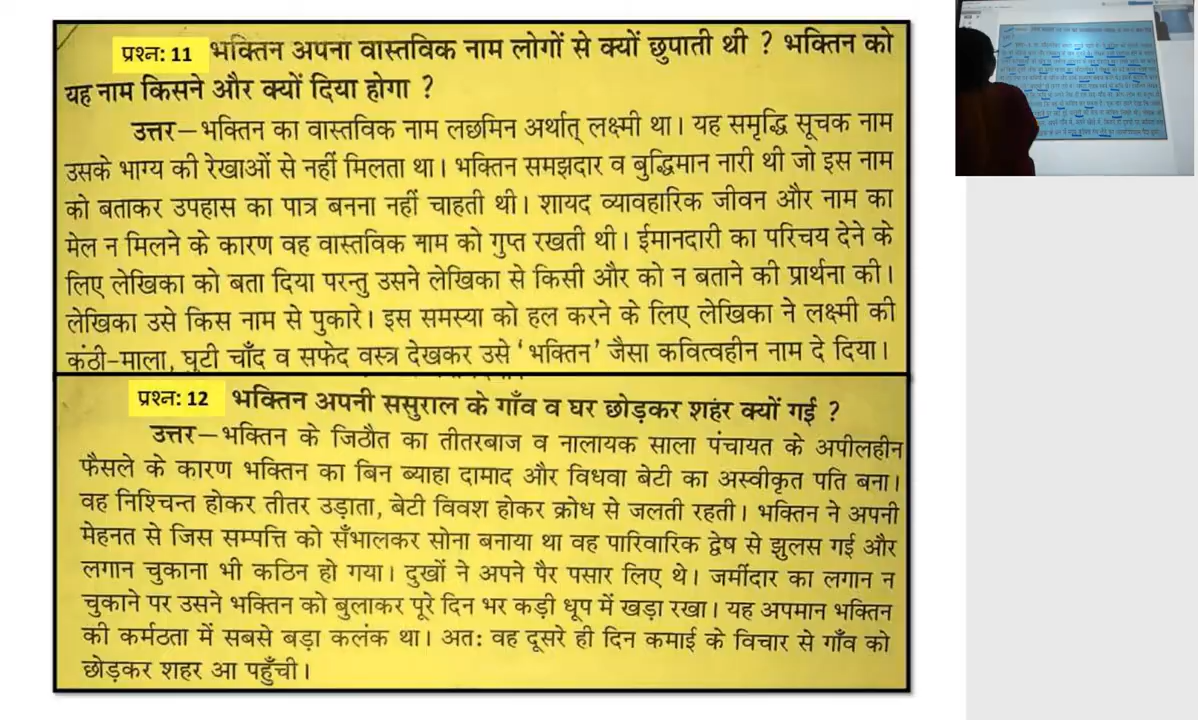 प्रश्न: 11 भक्तिन अपना वास्तविक नाम लोगों से क्यों छुपाती थी ? भक्तिन को
यह नाम किसने और क्यों दिया होगा ?
उत्तर—भक्तिन का वास्तविक नाम लछमिन अर्थात् लक्ष्मी था। यह समृद्धि सूचक नाम
उसके भाग्य की रेखाओं से नहीं मिलता था। भक्तिन समझदार व बुद्धिमान नारी थी जो इस नाम
को बताकर उपहास का पात्र बनना नहीं चाहती थी। शायद व्यावहारिक जीवन और नाम का
मेल न मिलने के कारण वह वास्तविक नाम को गुप्त रखती थी। ईमानदारी का परिचय देने के
लिए लेखिका को बता दिया परन्तु उसने लेखिका से किसी और को न बताने की प्रार्थना की।
लेखिका उसे किस नाम से पुकारे। इस समस्या को हल करने के लिए लेखिका ने लक्ष्मी की
कंठी-माला, घुटी चाँद व सफेद वस्त्र देखकर उसे ‘भक्तिन’ जैसा कवित्वहीन नाम दे दिया।
प्रश्न: 12 भक्तिन अपनी ससुराल के गाँव व घर छोड़कर शहर क्यों गई ?
उत्तर—भक्तिन के जिठौत का तीतरबाज व नालायक साला पंचायत के अपीलहीन
फैसले के कारण भक्तिन का बिन ब्याहा दामाद और विधवा बेटी का अस्वीकृत पति बना।
वह निश्चिन्त होकर तीतर उड़ाता, बेटी विवश होकर क्रोध से जलती रहती। भक्तिन ने अपनी
मेहनत से जिस सम्पत्ति को सँभालकर सोना बनाया था वह पारिवारिक द्वेष से झुलस गई और
लगान चुकाना भी कठिन हो गया। दुखों ने अपने पैर पसार लिए थे। जमींदार का लगान न
चुकाने पर उसने भक्तिन को बुलाकर पूरे दिन भर कड़ी धूप में खड़ा रखा। यह अपमान भक्तिन
की कर्मठता में सबसे बड़ा कलंक था। अत: वह दूसरे ही दिन कमाई के विचार से गाँव को
छोड़कर शहर आ पहुँची।